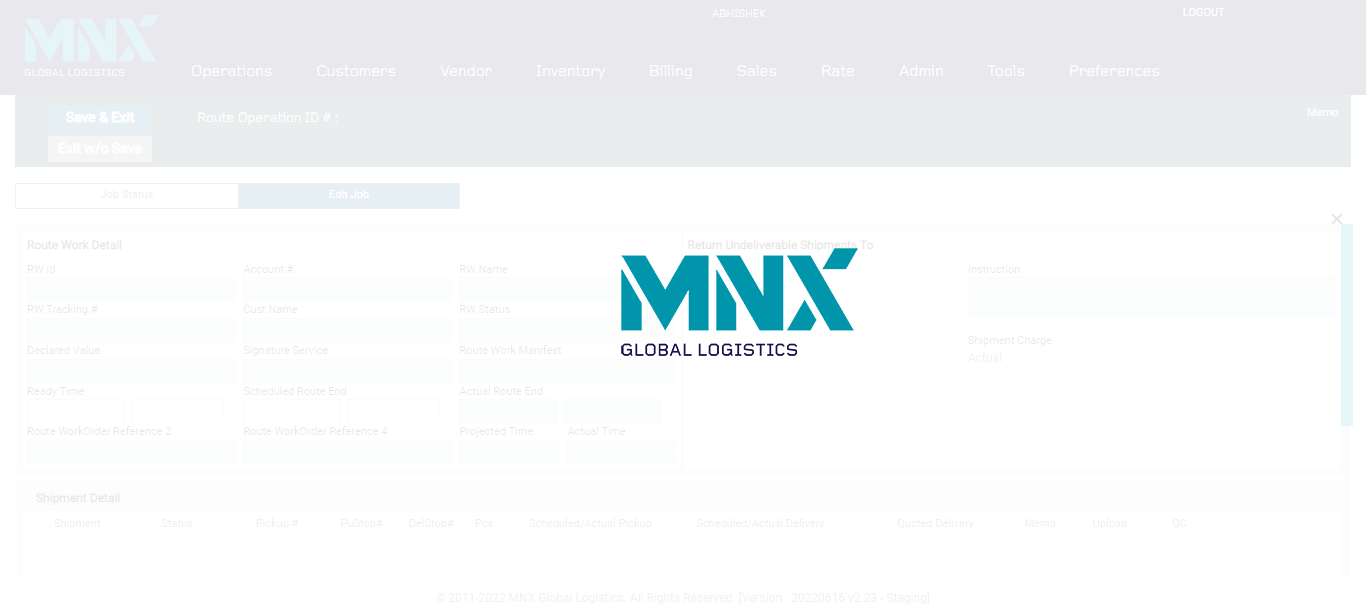 ABHISHEK LOGOUT
MNX
GLOBAL LOGISTICS
Operations Customers Vendor Inventory Billing Sales Rate Admin Tools Preferences
Save & Exit Route Operation ID # : Memo
Exit w/o Save
Job Status Edit Job
Route Work Detail Return Undeliverable Shipments To
RW Id Account # RW Name Instruction
RW Tracking # Cust Name RW Status
MNX
GLOBAL LOGISTICS
Shipment Charge
Declared Value Signature Service Route Work Manifest
Actual
Ready Time Scheduled Route End Actual Route End
Route WorkOrder Reference 2 Route WorkOrder Reference 4 Projected Time Actual Time
Shipment Detail
Shipment Status Pickup # PuStop# DelStop# Pcs Scheduled/Actual Pickup Scheduled/Actual Delivery Quoted Delivery Memo Upload QC
© 2011-2022 MNX Global Logistics. All Rights Reserved. [Version : 20220616 v2.23 - Staging]